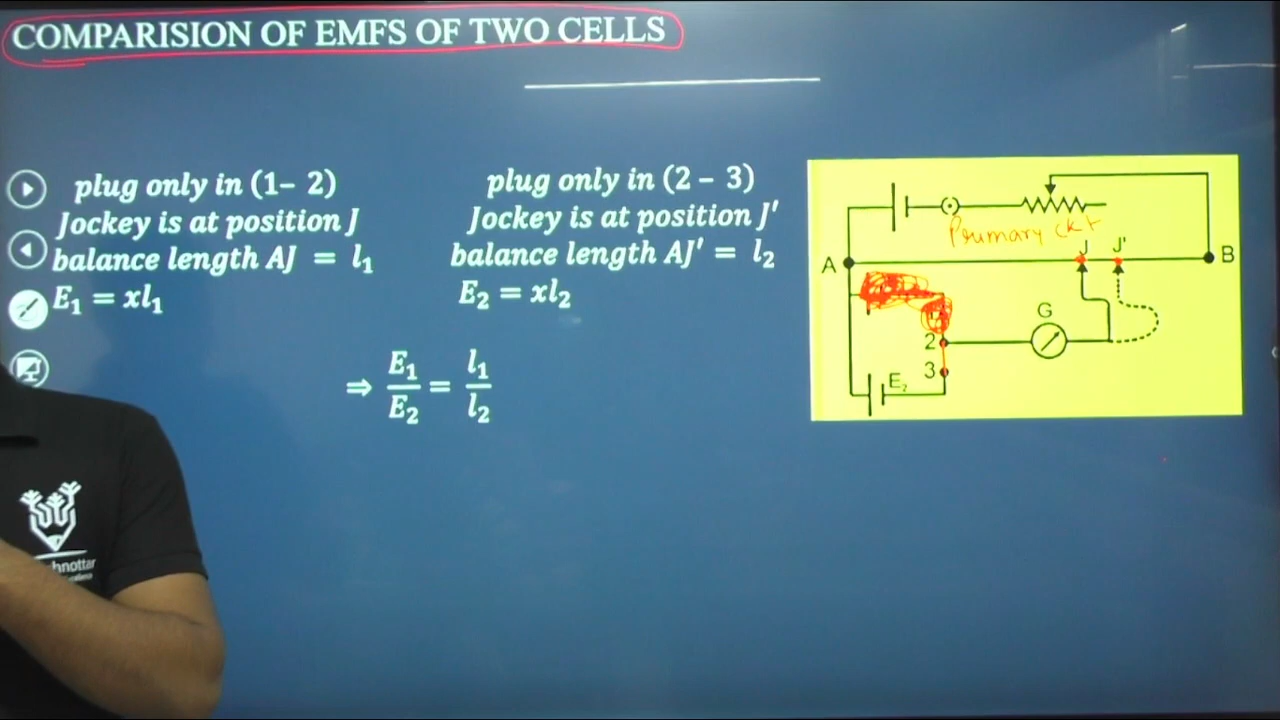 COMPARISION OF EMFS OF TWO CELLS
plug only in (1– 2)
Jockey is at position J
balance length AJ = l₁
E₁ = xl₁
plug only in (2 – 3)
Jockey is at position J′
balance length AJ′ = l₂
E₂ = xl₂
⇒ E₁/E₂ = l₁/l₂
Primary ckt
A
J
J'
B
G
2
3
E₂
hnottar